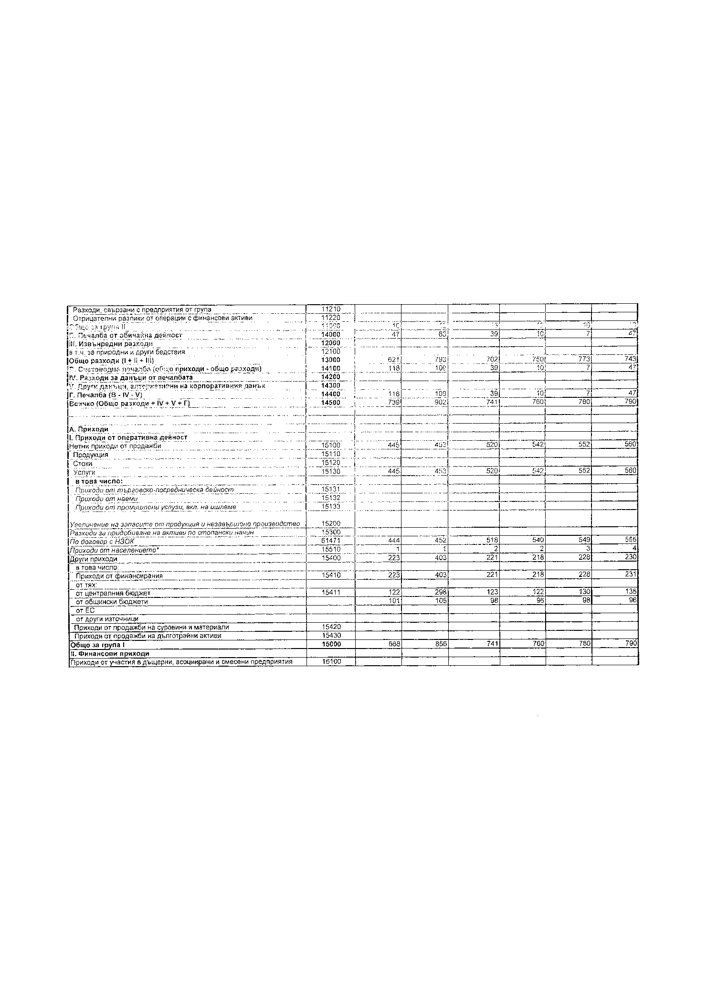 Разходи, свързани с предприятия от група 11210
Отрицателни разлики от операции с финансови активи 11220
Общо за група II
Печалба от обичайна дейност 14000 47 63 39 10 7 47
III. Извънредни разходи 12000
в т.ч. за природни и други бедствия 12100
Общо разходи (I + II + III) 13000 621 793 702 750 773 743
Счетоводна печалба (общо приходи - общо разходи) 14100 118 109 39 10 7 47
IV. Разходи за данъци от печалбата 14200
V. Други данъци, алтернативни на корпоративния данък 14300
Г. Печалба (В - IV - V) 14400 118 109 39 10 7 47
Всичко (Общо разходи + IV + V + Г) 14500 739 902 741 760 780 790
А. Приходи
I. Приходи от оперативна дейност
Нетни приходи от продажби 15100 445 453 520 542 552 560
Продукция 15110
Стоки 15120
Услуги 15130 445 453 520 542 552 560
в това число:
Приходи от търговско-посредническа дейност 15131
Приходи от наеми 15132
Приходи от промишлени услуги, вкл. на ишлеме 15133
Увеличение на запасите от продукция и незавършено производство 15200
Разходи за придобиване на активи по стопански начин 15300
По договор с НЗОК 61471 444 452 518 540 549 555
Приходи от населението* 15510 1 1 2 2 3 4
Други приходи 15400 223 403 221 218 228 230
в това число:
Приходи от финансирания 15410 223 403 221 218 228 231
от тях:
от централния бюджет 15411 122 298 123 122 130 135
от общински бюджети 101 105 98 96 98 96
от ЕС
от други източници
Приходи от продажби на суровини и материали 15420
Приходи от продажби на дълготрайни активи 15430
Общо за група I 15000 668 856 741 760 780 790
II. Финансови приходи
Приходи от участия в дъщерни, асоциирани и смесени предприятия 16100